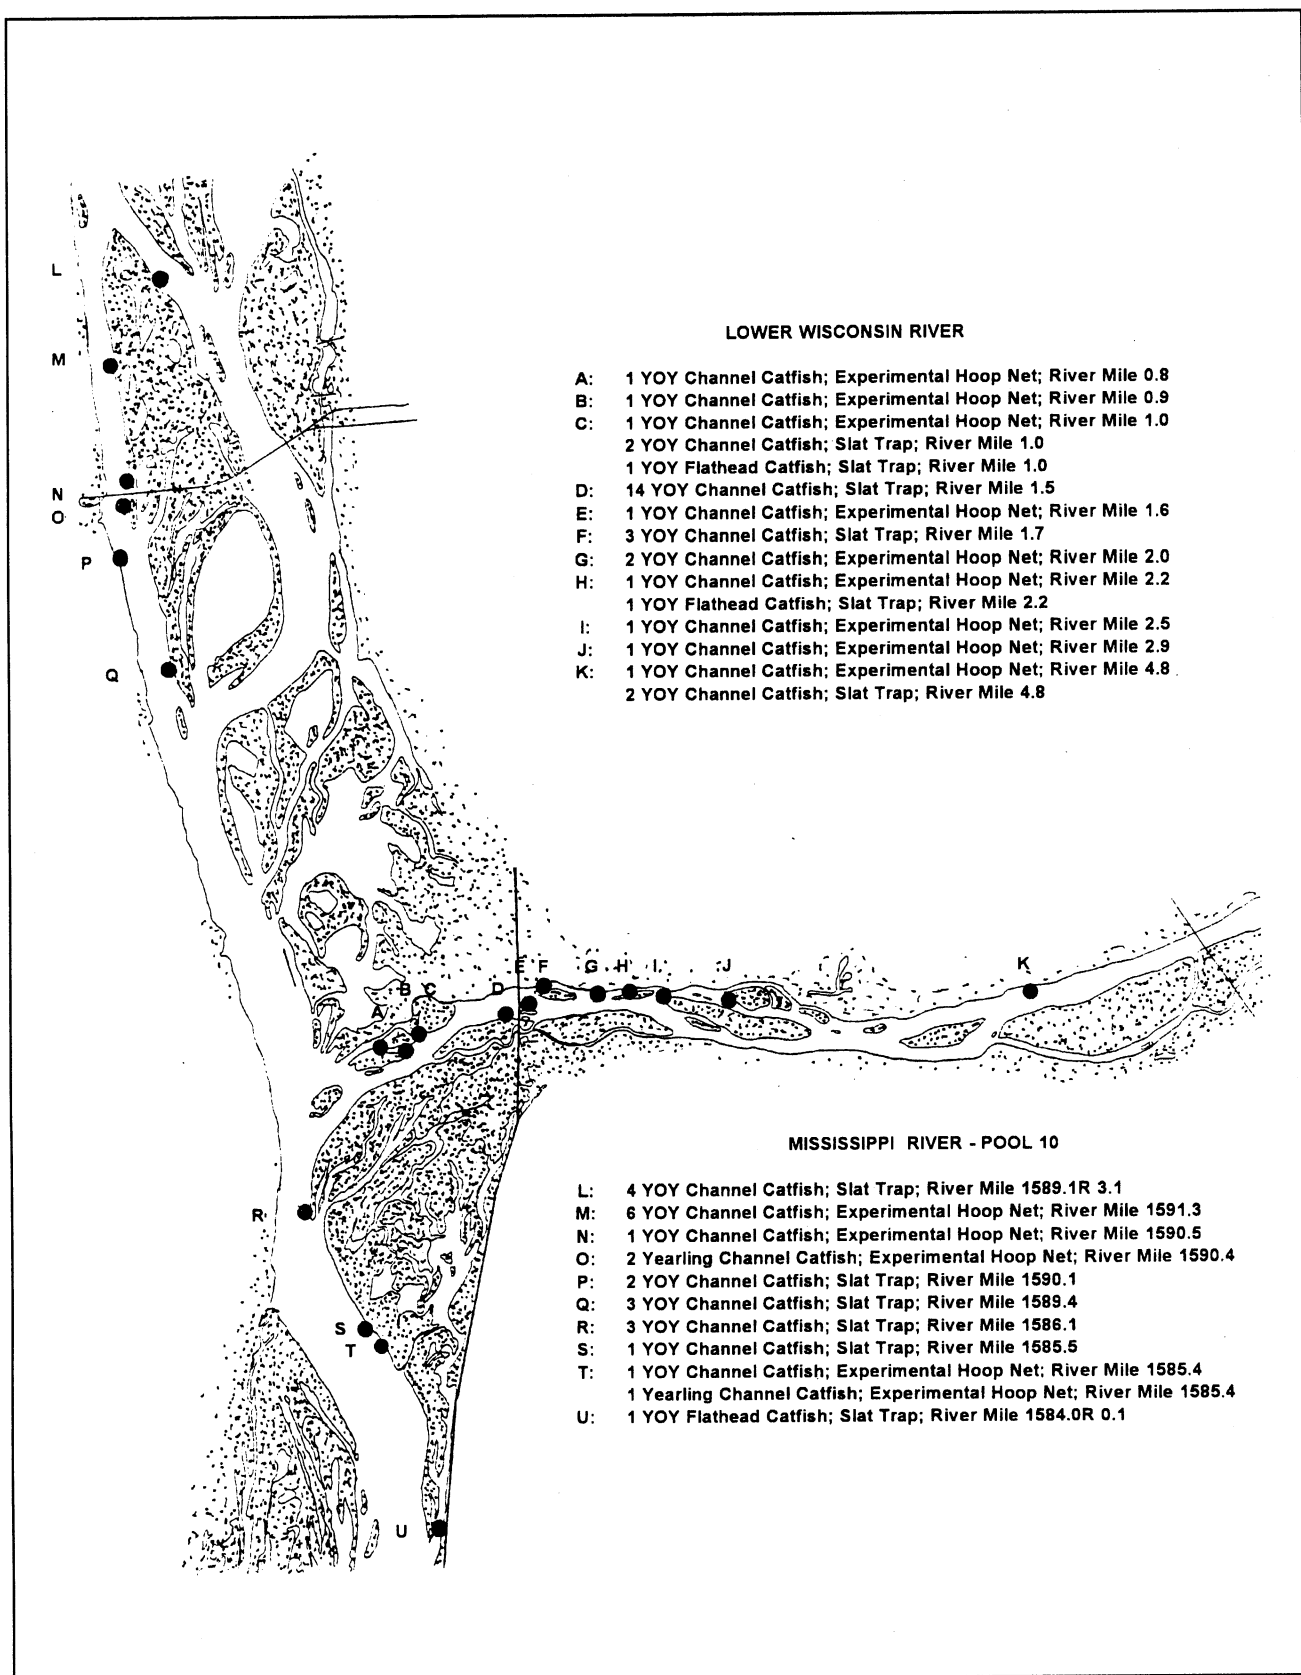 L
M
N
O
P
Q
LOWER WISCONSIN RIVER
A: 1 YOY Channel Catfish; Experimental Hoop Net; River Mile 0.8
B: 1 YOY Channel Catfish; Experimental Hoop Net; River Mile 0.9
C: 1 YOY Channel Catfish; Experimental Hoop Net; River Mile 1.0
2 YOY Channel Catfish; Slat Trap; River Mile 1.0
1 YOY Flathead Catfish; Slat Trap; River Mile 1.0
D: 14 YOY Channel Catfish; Slat Trap; River Mile 1.5
E: 1 YOY Channel Catfish; Experimental Hoop Net; River Mile 1.6
F: 3 YOY Channel Catfish; Slat Trap; River Mile 1.7
G: 2 YOY Channel Catfish; Experimental Hoop Net; River Mile 2.0
H: 1 YOY Channel Catfish; Experimental Hoop Net; River Mile 2.2
1 YOY Flathead Catfish; Slat Trap; River Mile 2.2
I: 1 YOY Channel Catfish; Experimental Hoop Net; River Mile 2.5
J: 1 YOY Channel Catfish; Experimental Hoop Net; River Mile 2.9
K: 1 YOY Channel Catfish; Experimental Hoop Net; River Mile 4.8
2 YOY Channel Catfish; Slat Trap; River Mile 4.8
E F G H I J K
B C D
A
R
S
T
U
MISSISSIPPI RIVER - POOL 10
L: 4 YOY Channel Catfish; Slat Trap; River Mile 1589.1R 3.1
M: 6 YOY Channel Catfish; Experimental Hoop Net; River Mile 1591.3
N: 1 YOY Channel Catfish; Experimental Hoop Net; River Mile 1590.5
O: 2 Yearling Channel Catfish; Experimental Hoop Net; River Mile 1590.4
P: 2 YOY Channel Catfish; Slat Trap; River Mile 1590.1
Q: 3 YOY Channel Catfish; Slat Trap; River Mile 1589.4
R: 3 YOY Channel Catfish; Slat Trap; River Mile 1586.1
S: 1 YOY Channel Catfish; Slat Trap; River Mile 1585.5
T: 1 YOY Channel Catfish; Experimental Hoop Net; River Mile 1585.4
1 Yearling Channel Catfish; Experimental Hoop Net; River Mile 1585.4
U: 1 YOY Flathead Catfish; Slat Trap; River Mile 1584.0R 0.1